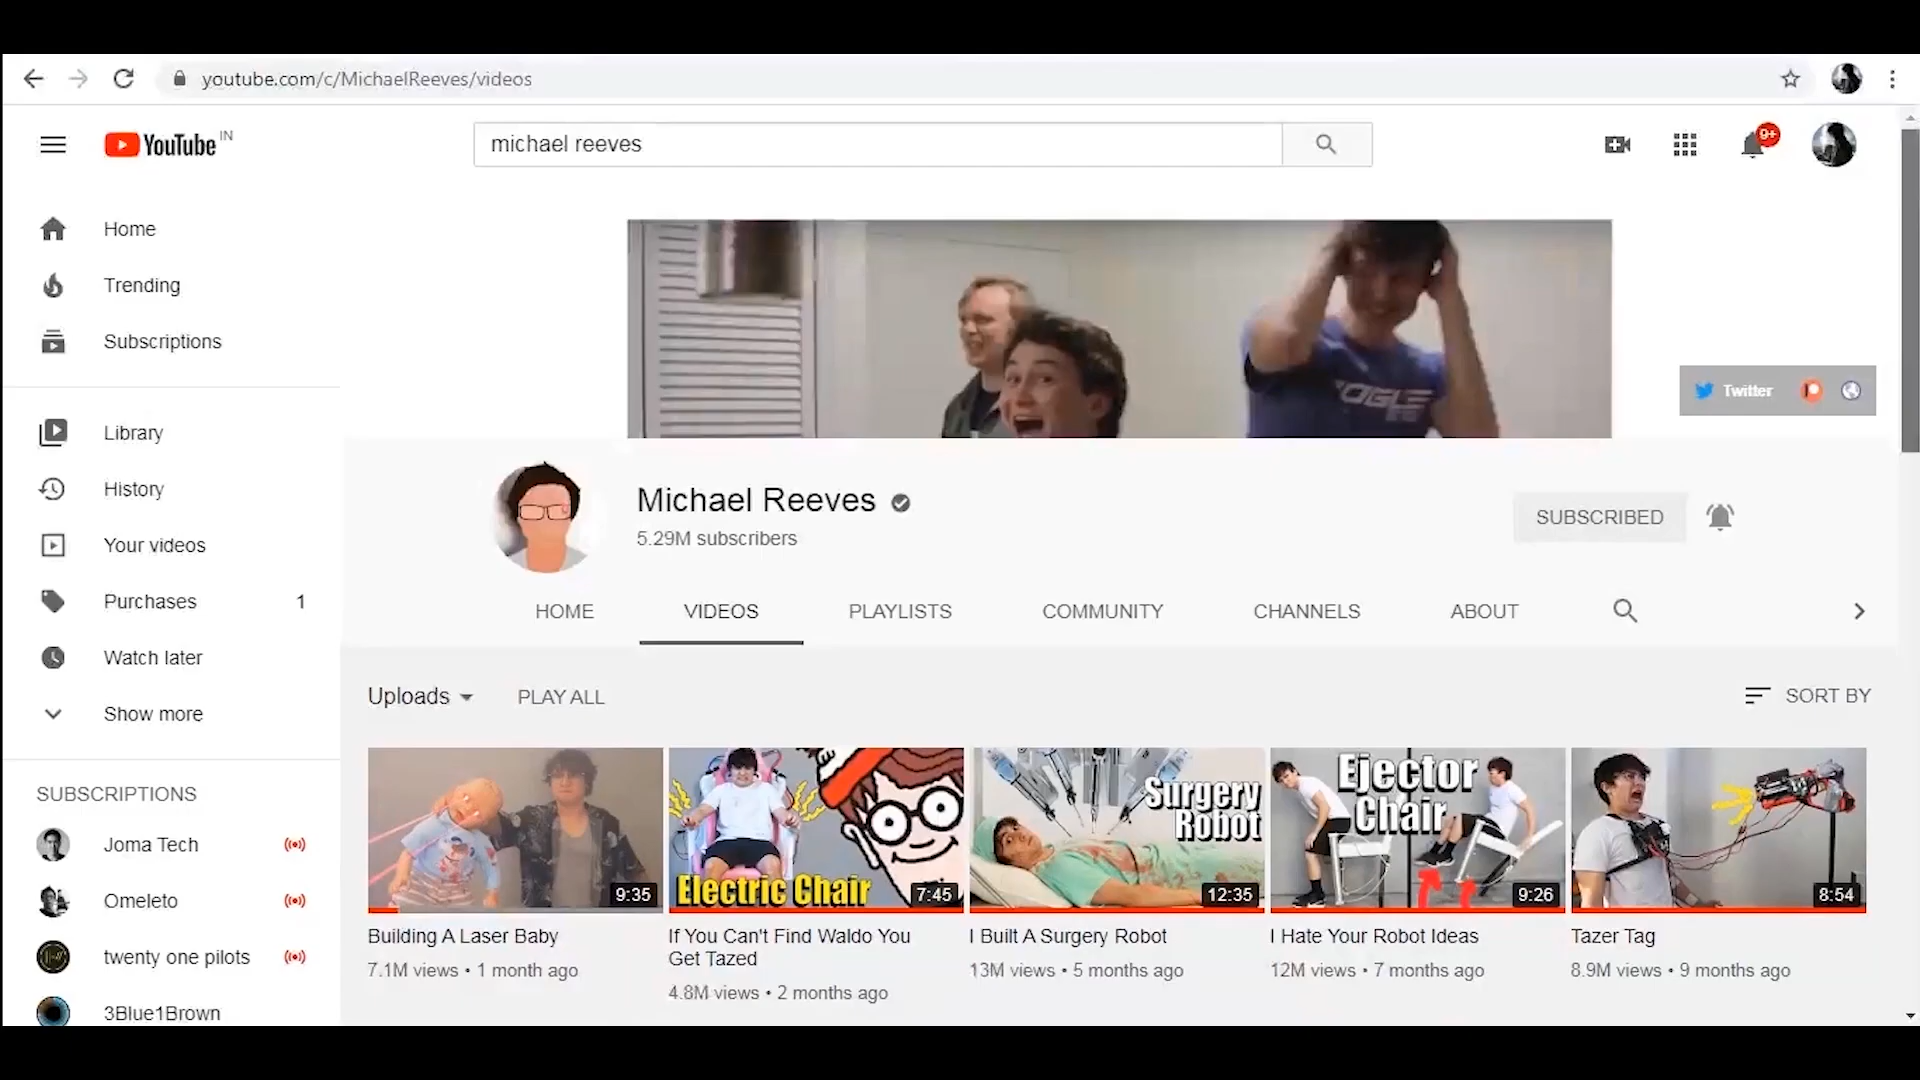 youtube.com/c/MichaelReeves/videos
YouTube IN
michael reeves
9+
Home
Trending
Subscriptions
Library
History
Your videos
Purchases 1
Watch later
Show more
SUBSCRIPTIONS
Joma Tech
Omeleto
twenty one pilots
3Blue1Brown
Twitter
Michael Reeves
5.29M subscribers
SUBSCRIBED
HOME VIDEOS PLAYLISTS COMMUNITY CHANNELS ABOUT
Uploads PLAY ALL SORT BY
9:35
Building A Laser Baby
7.1M views • 1 month ago
Electric Chair
7:45
If You Can't Find Waldo You
Get Tazed
4.8M views • 2 months ago
Surgery
Robot
12:35
I Built A Surgery Robot
13M views • 5 months ago
Ejector
Chair
9:26
I Hate Your Robot Ideas
12M views • 7 months ago
8:54
Tazer Tag
8.9M views • 9 months ago